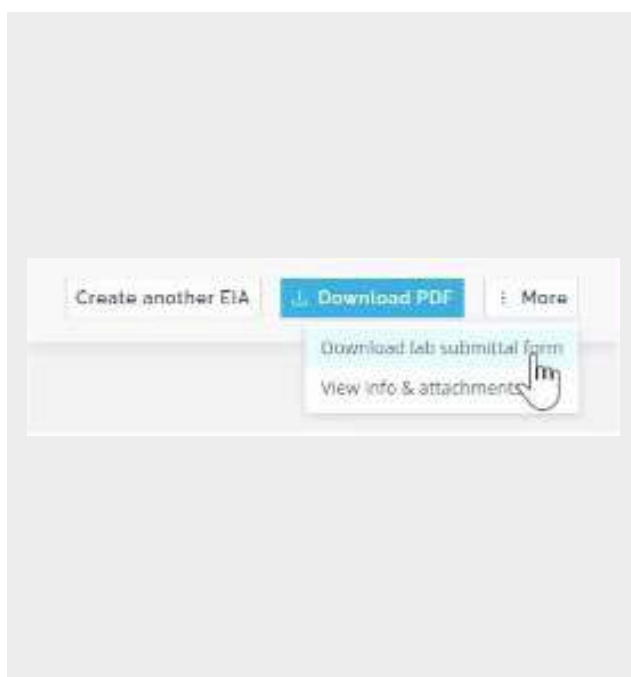 Create another EIA
Download PDF
More
Download lab submittal form
View info & attachments